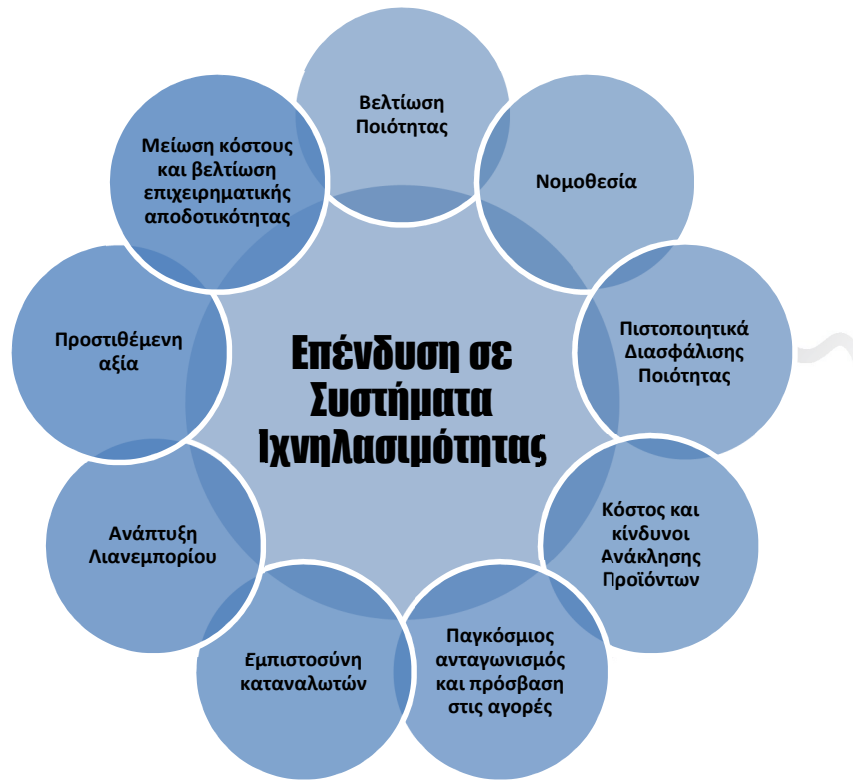 Βελτίωση
Ποιότητας
Νομοθεσία
Πιστοποιητικά
Διασφάλισης
Ποιότητας
Κόστος και
κίνδυνοι
Ανάκλησης
Προϊόντων
Παγκόσμιος
ανταγωνισμός
και πρόσβαση
στις αγορές
Εμπιστοσύνη
καταναλωτών
Ανάπτυξη
Λιανεμπορίου
Προστιθέμενη
αξία
Μείωση κόστους
και βελτίωση
επιχειρηματικής
αποδοτικότητας
Επένδυση σε
Συστήματα
Ιχνηλασιμότητας